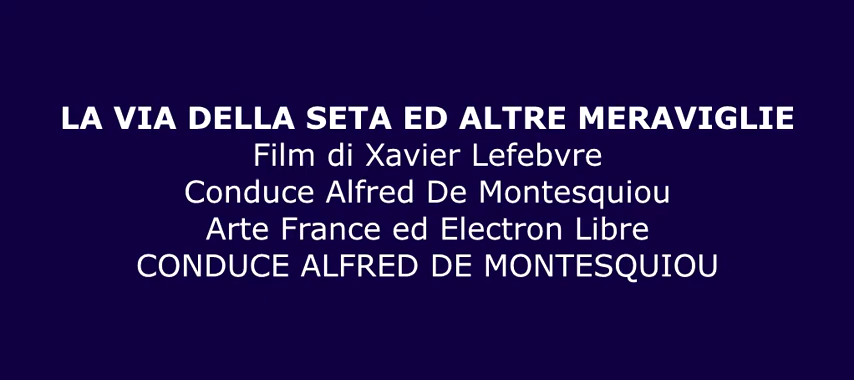 LA VIA DELLA SETA ED ALTRE MERAVIGLIE
Film di Xavier Lefebvre
Conduce Alfred De Montesquiou
Arte France ed Electron Libre
CONDUCE ALFRED DE MONTESQUIOU